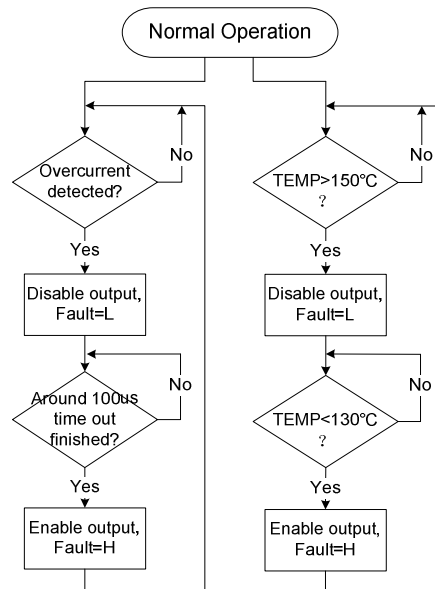 Normal Operation
No
Overcurrent
detected?
Yes
Disable output,
Fault=L
No
Around 100us
time out
finished?
Yes
Enable output,
Fault=H
No
TEMP>150℃
?
Yes
Disable output,
Fault=L
No
TEMP<130℃
?
Yes
Enable output,
Fault=H